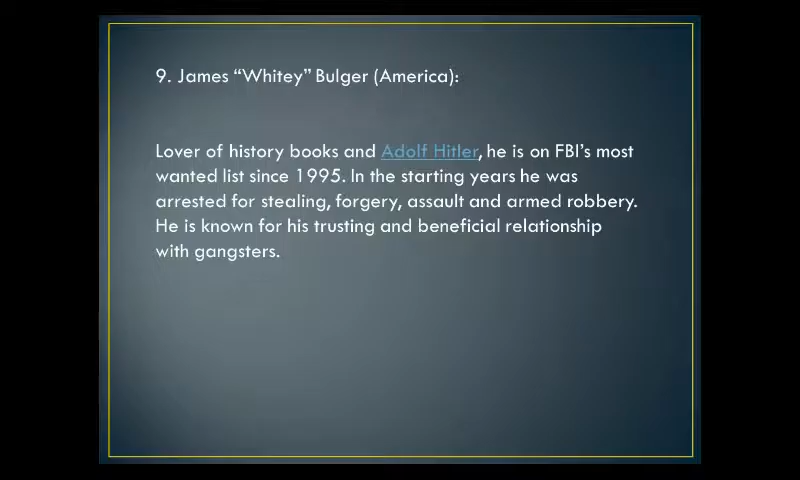 9. James “Whitey” Bulger (America):
Lover of history books and Adolf Hitler, he is on FBI’s most
wanted list since 1995. In the starting years he was
arrested for stealing, forgery, assault and armed robbery.
He is known for his trusting and beneficial relationship
with gangsters.